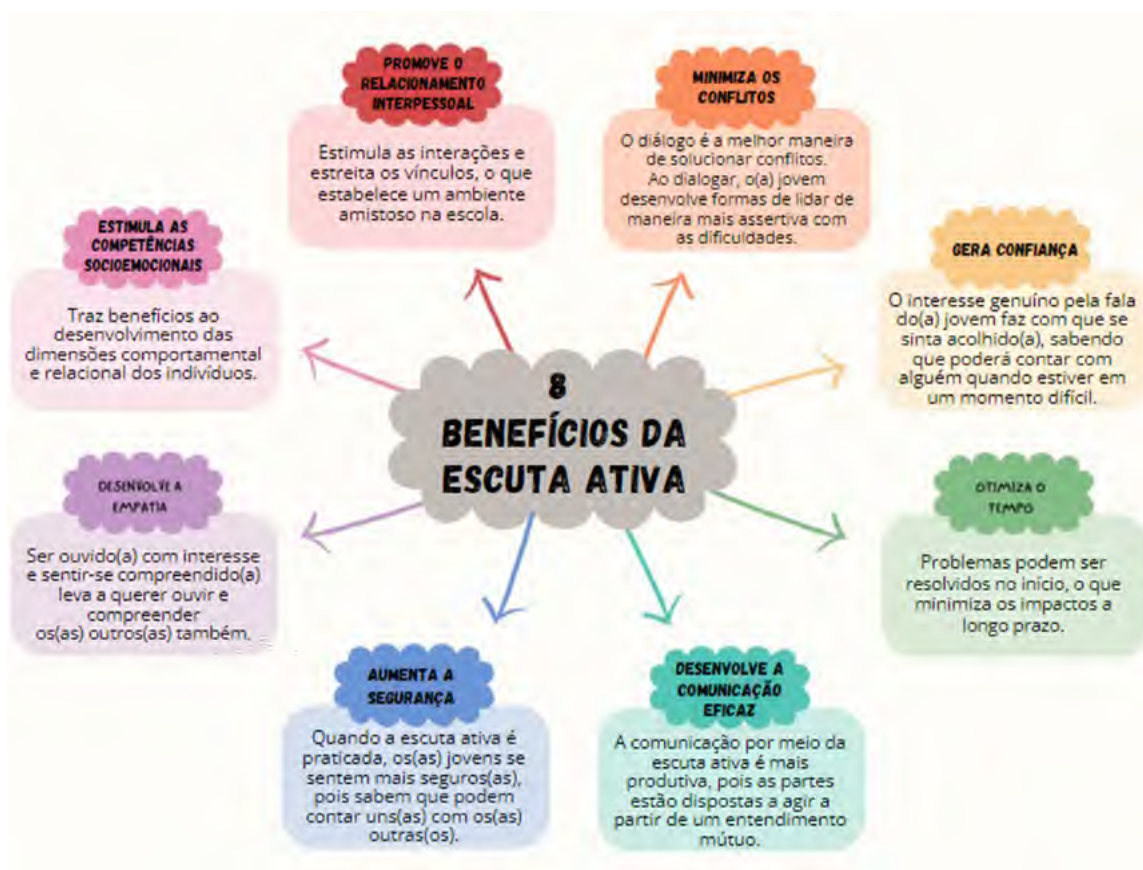 8
BENEFÍCIOS DA
ESCUTA ATIVA
PROMOVE O
RELACIONAMENTO
INTERPESSOAL
Estimula as interações e
estreita os vínculos, o que
estabelece um ambiente
amistoso na escola.
MINIMIZA OS
CONFLITOS
O diálogo é a melhor maneira
de solucionar conflitos.
Ao dialogar, o(a) jovem
desenvolve formas de lidar de
maneira mais assertiva com
as dificuldades.
GERA CONFIANÇA
O interesse genuíno pela fala
do(a) jovem faz com que se
sinta acolhido(a), sabendo
que poderá contar com
alguém quando estiver em
um momento difícil.
OTIMIZA O
TEMPO
Problemas podem ser
resolvidos no início, o que
minimiza os impactos a
longo prazo.
DESENVOLVE A
COMUNICAÇÃO
EFICAZ
A comunicação por meio da
escuta ativa é mais
produtiva, pois as partes
estão dispostas a agir a
partir de um entendimento
mútuo.
AUMENTA A
SEGURANÇA
Quando a escuta ativa é
praticada, os(as) jovens se
sentem mais seguros(as),
pois sabem que podem
contar uns(as) com os(as)
outras(os).
DESENVOLVE A
EMPATIA
Ser ouvido(a) com interesse
e sentir-se compreendido(a)
leva a querer ouvir e
compreender
os(as) outros(as) também.
ESTIMULA AS
COMPETÊNCIAS
SOCIOEMOCIONAIS
Traz benefícios ao
desenvolvimento das
dimensões comportamental
e relacional dos indivíduos.